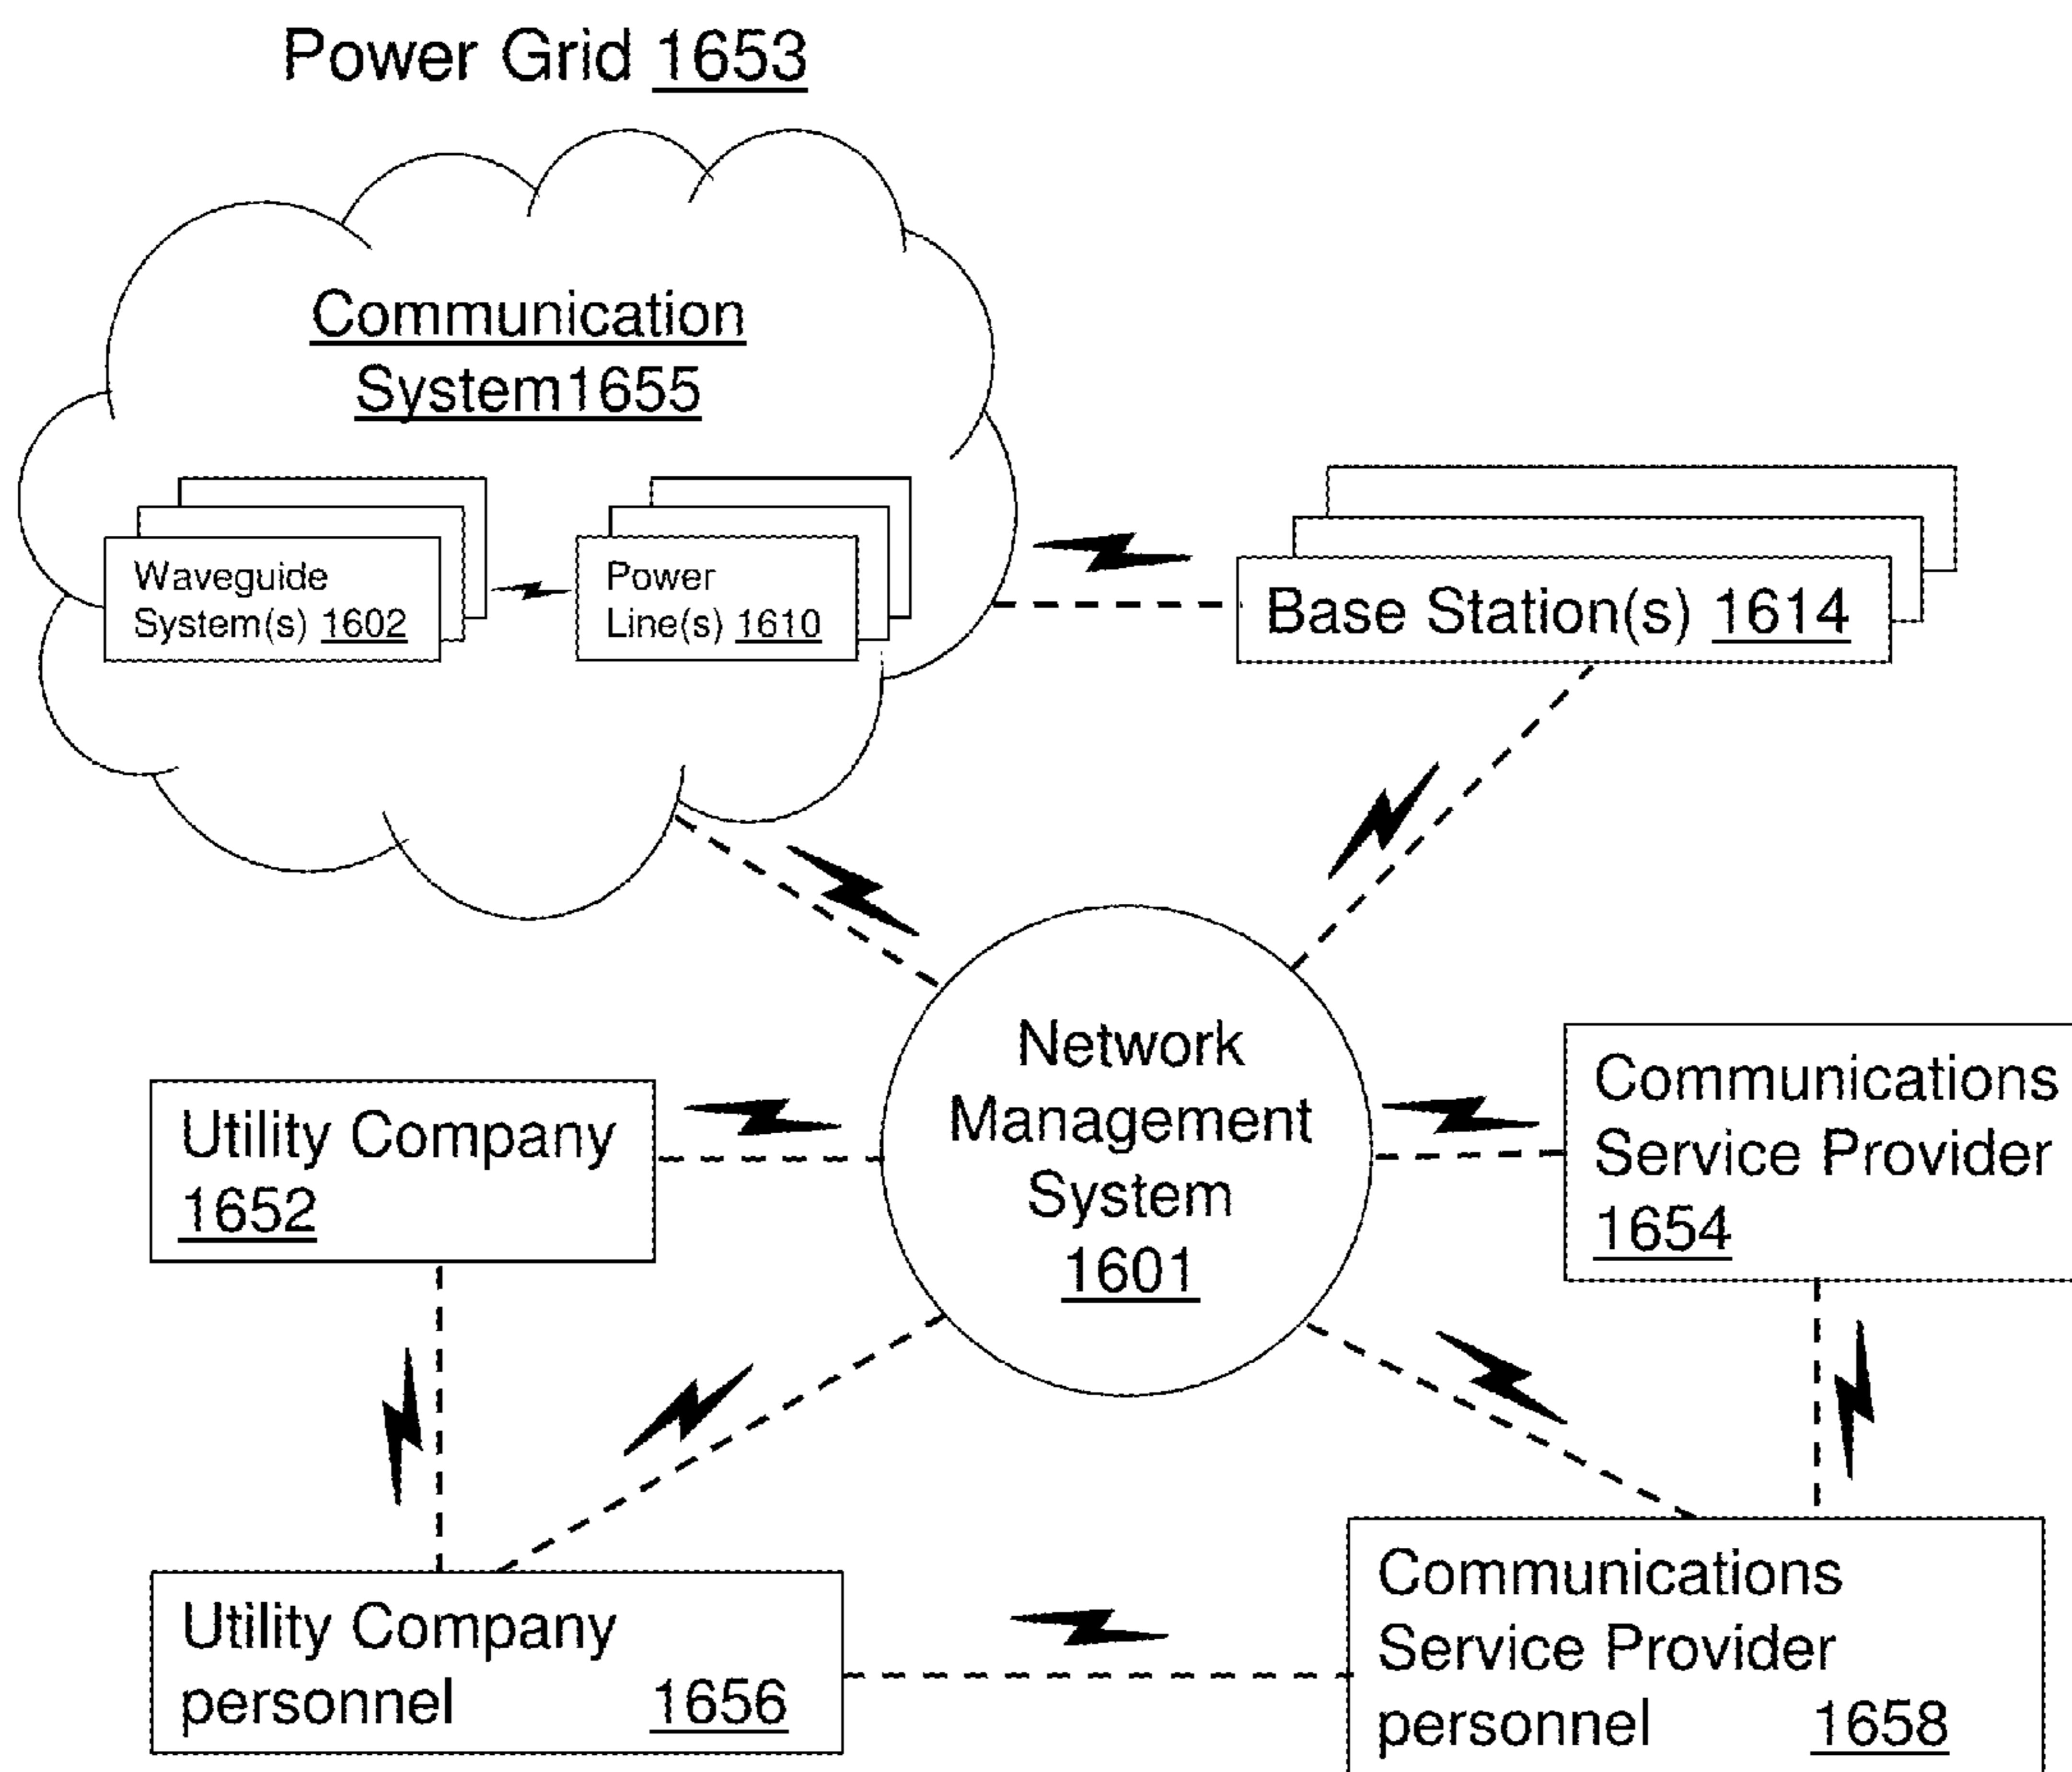 Power Grid 1653
Communication
System1655
Waveguide
System(s) 1602
Power
Line(s) 1610
Base Station(s) 1614
Network
Management
System
1601
Utility Company
1652
Communications
Service Provider
1654
Utility Company
personnel 1656
Communications
Service Provider
personnel 1658